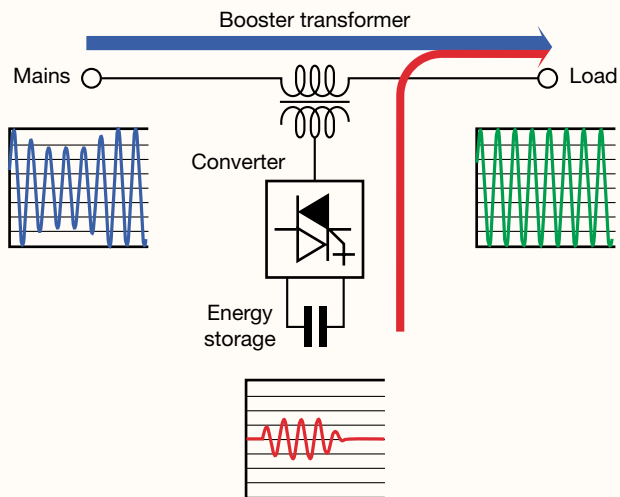 Booster transformer
Mains
Load
Converter
Energy
storage